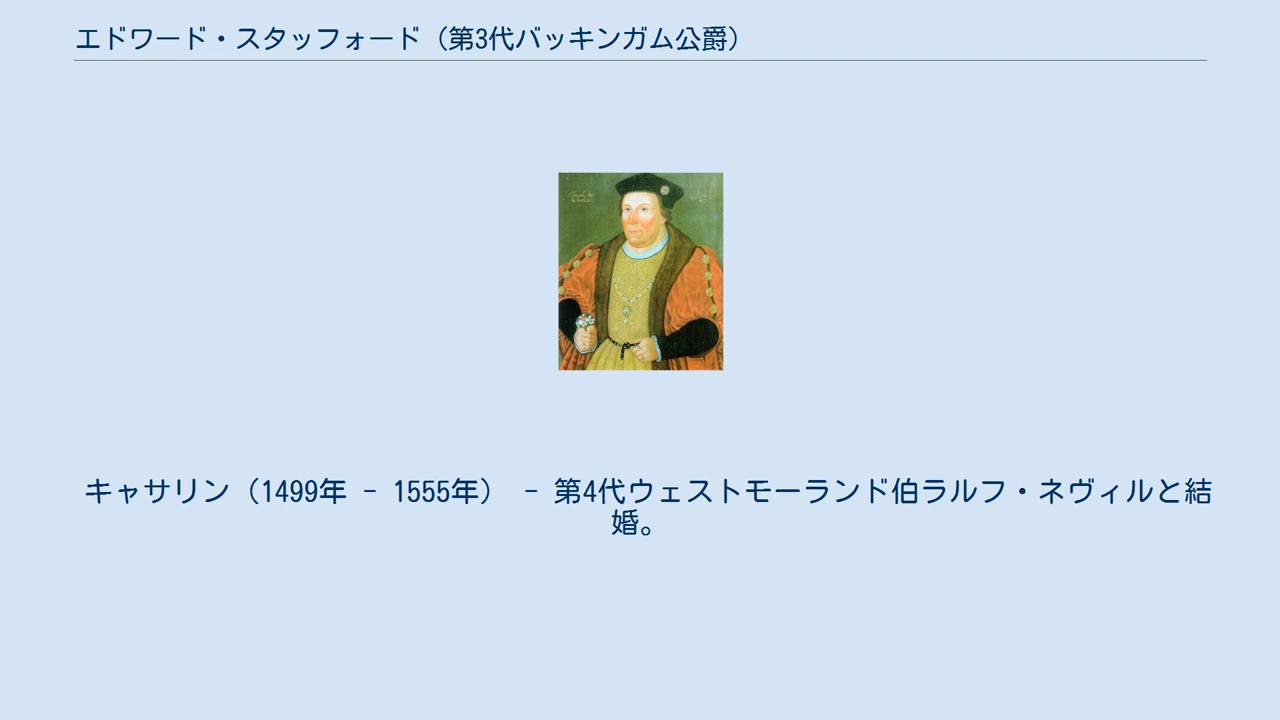 エドワード・スタッフォード（第3代バッキンガム公爵）
キャサリン（1499年 - 1555年） - 第4代ウェストモーランド伯ラルフ・ネヴィルと結
婚。